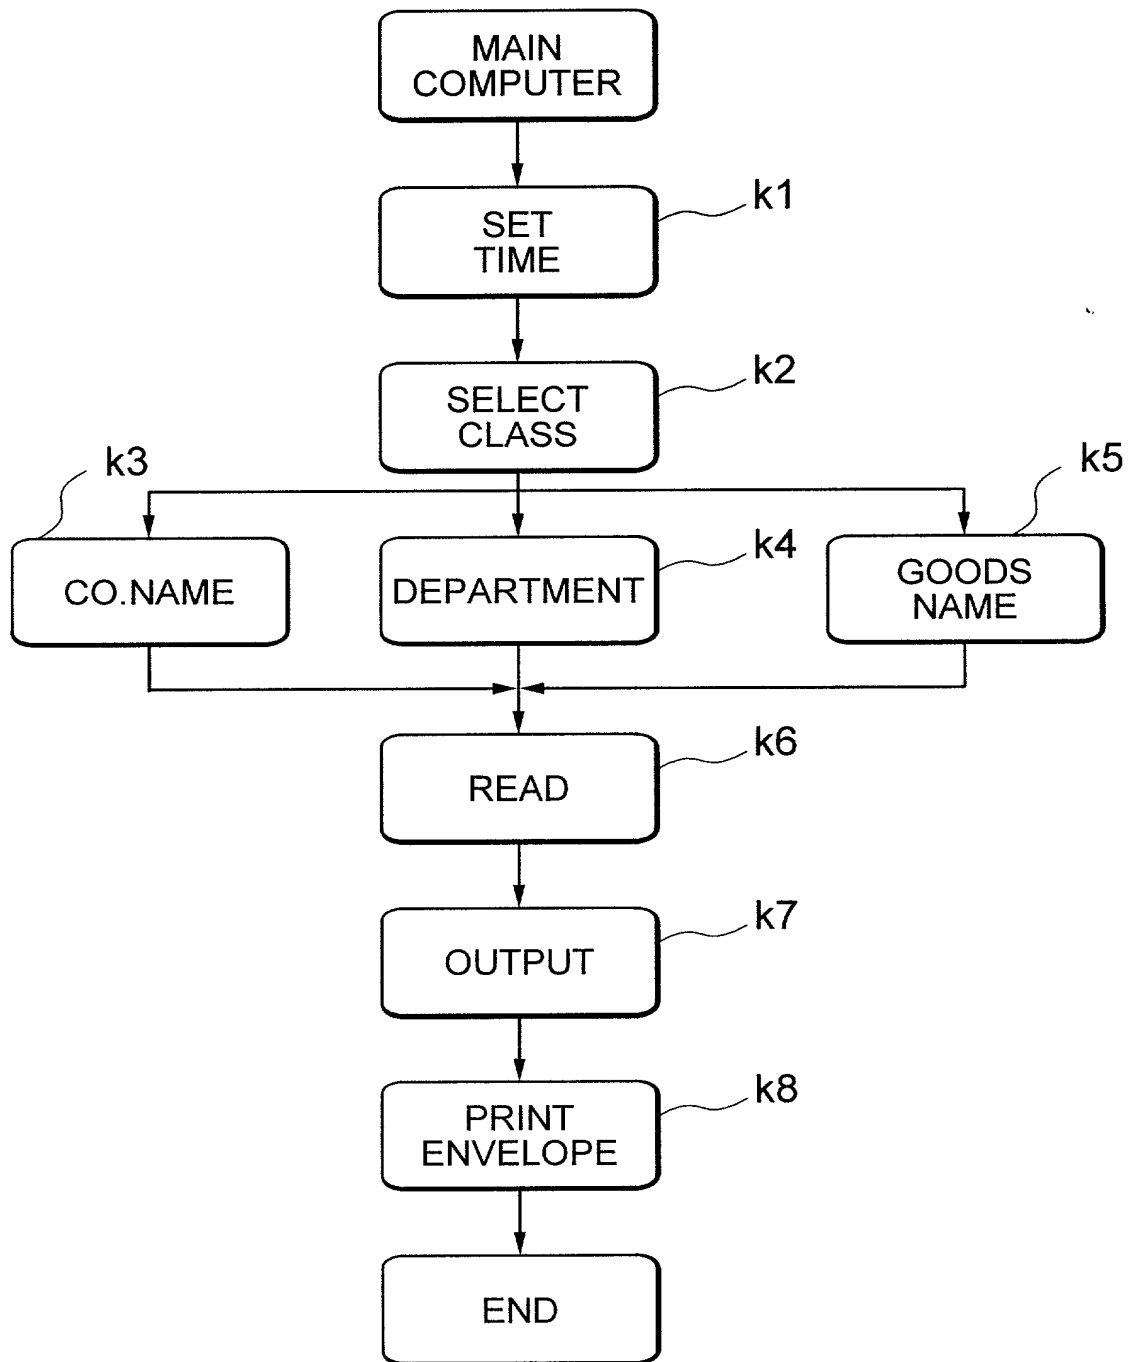 MAIN
COMPUTER
k1
SET
TIME
k2
SELECT
CLASS
k3
k5
k4
CO.NAME
DEPARTMENT
GOODS
NAME
k6
READ
k7
OUTPUT
k8
PRINT
ENVELOPE
END